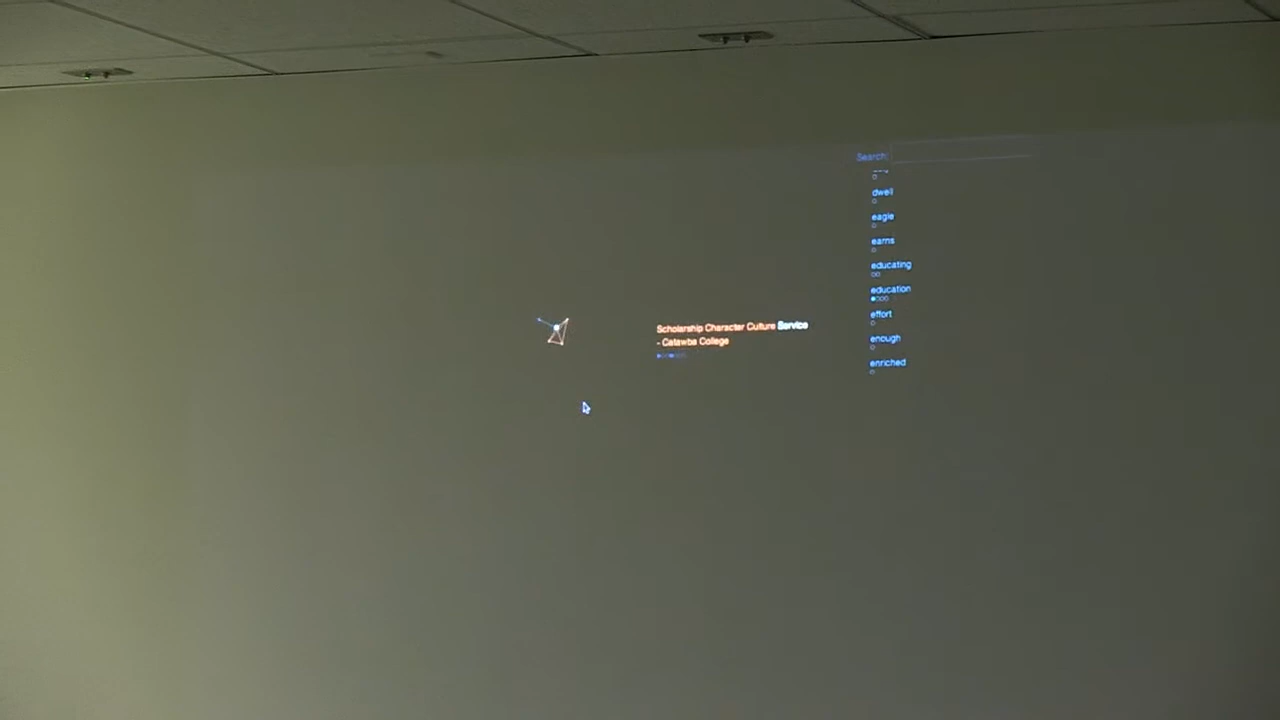 Search:
dwell
eagle
earns
educating
education
effort
enough
enriched
Scholarship Character Culture Service
- Catawba College